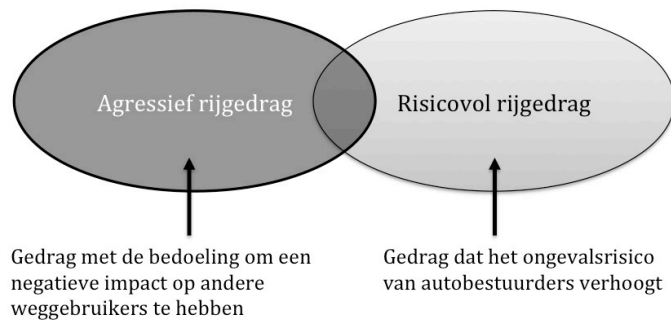 Agressief rijgedrag
Risicovol rijgedrag
Gedrag met de bedoeling om een
negatieve impact op andere
weggebruikers te hebben
Gedrag dat het ongevalsrisico
van autobestuurders verhoogt